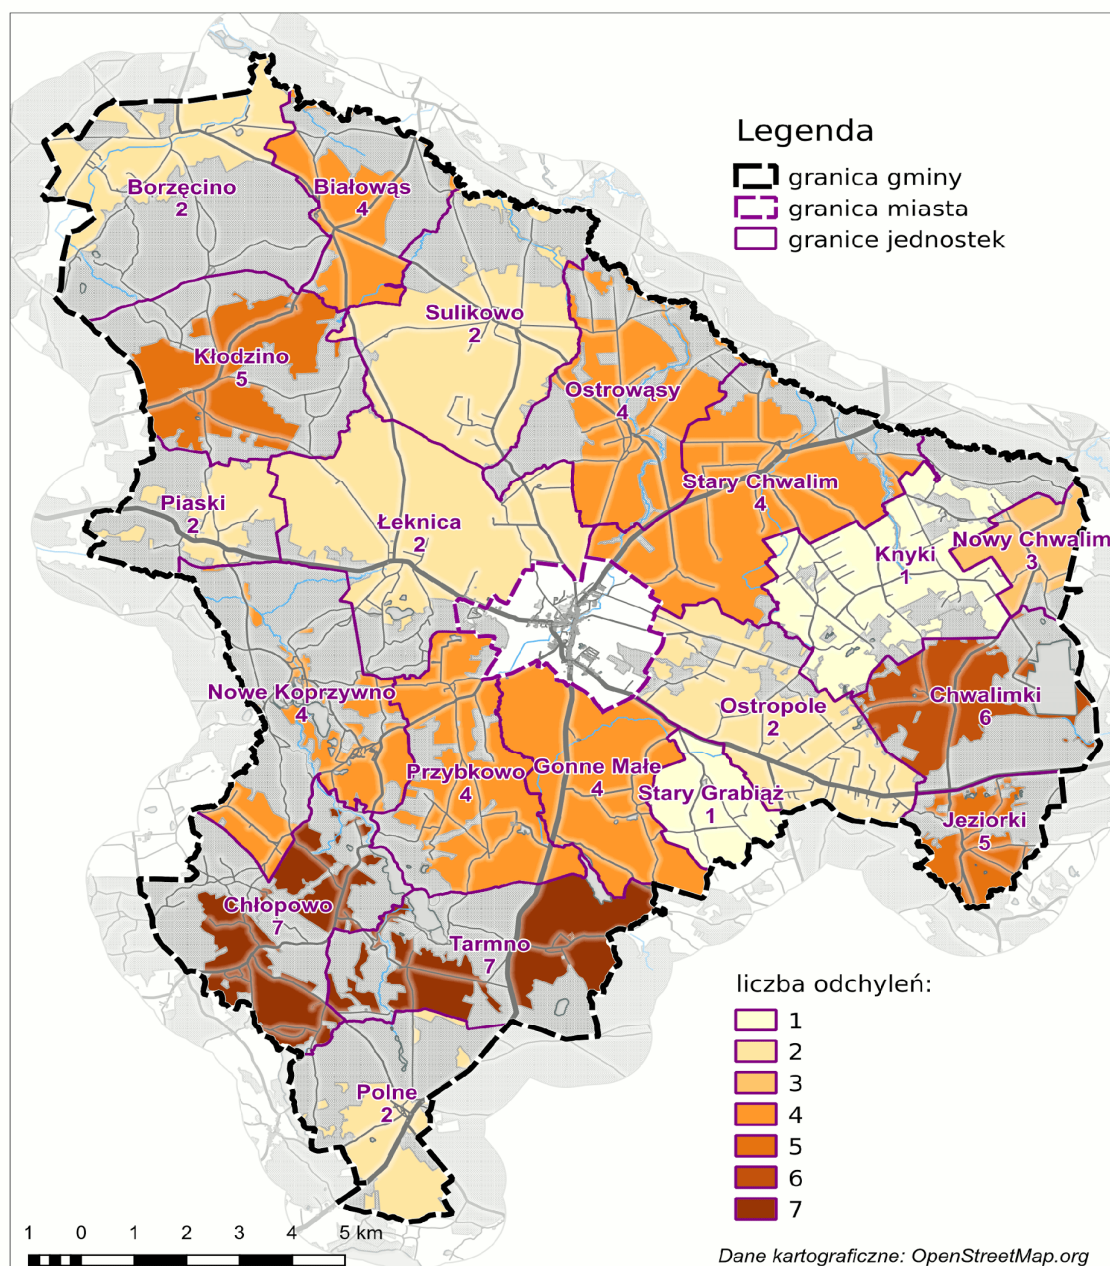 Legenda
granica gminy
granica miasta
granice jednostek
Borzęcino
2
Białowąs
4
Sulikowo
2
Kłodzino
5
Ostrowąsy
4
Stary Chwalim
4
Piaski
2
Łeknica
2
Knyki
1
Nowy Chwalim
3
Nowe Koprzywno
4
Chwalimki
6
Ostropole
2
Przybkowo
4
Gonne Małe
4
Stary Grabiąż
1
Jeziorki
5
Chłopowo
7
Tarmno
7
Polne
2
liczba odchyleń:
1
2
3
4
5
6
7
1 0 1 2 3 4 5 km
Dane kartograficzne: OpenStreetMap.org